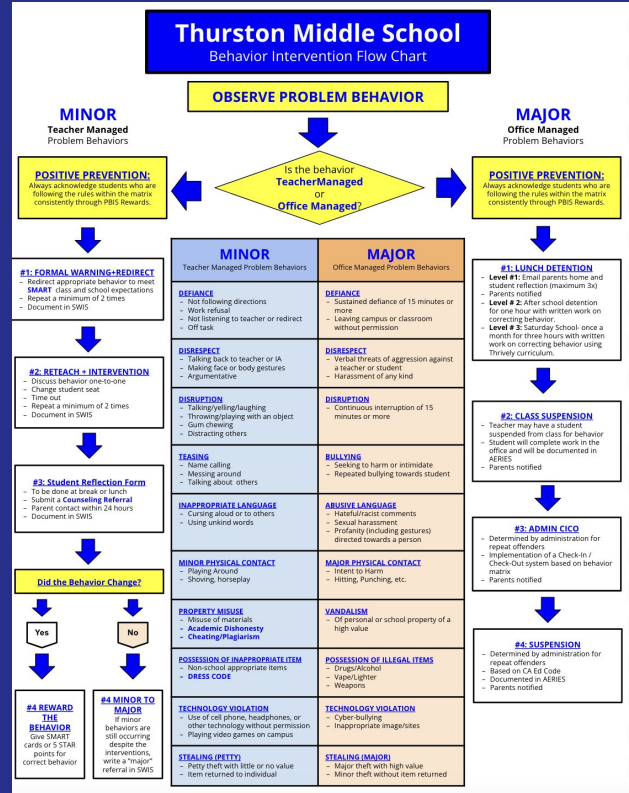 Thurston Middle School
Behavior Intervention Flow Chart
OBSERVE PROBLEM BEHAVIOR
MINOR
Teacher Managed
Problem Behaviors
MAJOR
Office Managed
Problem Behaviors
Is the behavior
TeacherManaged
or
Office Managed?
POSITIVE PREVENTION:
Always acknowledge students who are
following the rules within the matrix
consistently through PBIS Rewards.
POSITIVE PREVENTION:
Always acknowledge students who are
following the rules within the matrix
consistently through PBIS Rewards.
#1: FORMAL WARNING+REDIRECT
– Redirect appropriate behavior to meet
SMART class and school expectations
– Repeat a minimum of 2 times
– Document in SWIS
#2: RETEACH + INTERVENTION
– Discuss behavior one-to-one
– Change student seat
– Time out
– Repeat a minimum of 2 times
– Document in SWIS
#3: Student Reflection Form
– To be done at break or lunch
– Submit a Counseling Referral
– Parent contact within 24 hours
– Document in SWIS
Did the Behavior Change?
Yes
No
#4 REWARD
THE
BEHAVIOR
Give SMART
cards or 5 STAR
points for
correct behavior
#4 MINOR TO
MAJOR
If minor
behaviors are
still occurring
despite the
interventions,
write a "major"
referral in SWIS
MINOR
Teacher Managed Problem Behaviors
DEFIANCE
– Not following directions
– Work refusal
– Not listening to teacher or redirect
– Off task
DISRESPECT
– Talking back to teacher or IA
– Making face or body gestures
– Argumentative
DISRUPTION
– Talking/yelling/laughing
– Throwing/playing with an object
– Gum chewing
– Distracting others
TEASING
– Name calling
– Messing around
– Talking about others
INAPPROPRIATE LANGUAGE
– Cursing aloud or to others
– Using unkind words
MINOR PHYSICAL CONTACT
– Playing Around
– Shoving, horseplay
PROPERTY MISUSE
– Misuse of materials
– Academic Dishonesty
– Cheating/Plagiarism
POSSESSION OF INAPPROPRIATE ITEM
– Non-school appropriate items
– DRESS CODE
TECHNOLOGY VIOLATION
– Use of cell phone, headphones, or
other technology without permission
– Playing video games on campus
STEALING (PETTY)
– Petty theft with little or no value
– Item returned to individual
MAJOR
Office Managed Problem Behaviors
DEFIANCE
– Sustained defiance of 15 minutes or
more
– Leaving campus or classroom
without permission
DISRESPECT
– Verbal threats of aggression against
a teacher or student
– Harassment of any kind
DISRUPTION
– Continuous interruption of 15
minutes or more
BULLYING
– Seeking to harm or intimidate
– Repeated bullying towards student
ABUSIVE LANGUAGE
– Hateful/racist comments
– Sexual harassment
– Profanity (including gestures)
directed towards a person
MAJOR PHYSICAL CONTACT
– Intent to Harm
– Hitting, Punching, etc.
VANDALISM
– Of personal or school property of a
high value
POSSESSION OF ILLEGAL ITEMS
– Drugs/Alcohol
– Vape/Lighter
– Weapons
TECHNOLOGY VIOLATION
– Cyber-bullying
– Inappropriate image/sites
STEALING (MAJOR)
– Major theft with high value
– Minor theft without item returned
#1: LUNCH DETENTION
– Level #1: Email parents home and
student reflection (maximum 3x)
– Parents notified
– Level # 2: After school detention
for one hour with written work on
correcting behavior.
– Level # 3: Saturday School- once a
month for three hours with written
work on correcting behavior using
Thrively curriculum.
#2: CLASS SUSPENSION
– Teacher may have a student
suspended from class for behavior
– Student will complete work in the
office and will be documented in
AERIES
– Parents notified
#3: ADMIN CICO
– Determined by administration for
repeat offenders
– Implementation of a Check-In /
Check-Out system based on behavior
matrix
– Parents notified
#4: SUSPENSION
– Determined by administration for
repeat offenders
– Based on CA Ed Code
– Documented in AERIES
– Parents notified